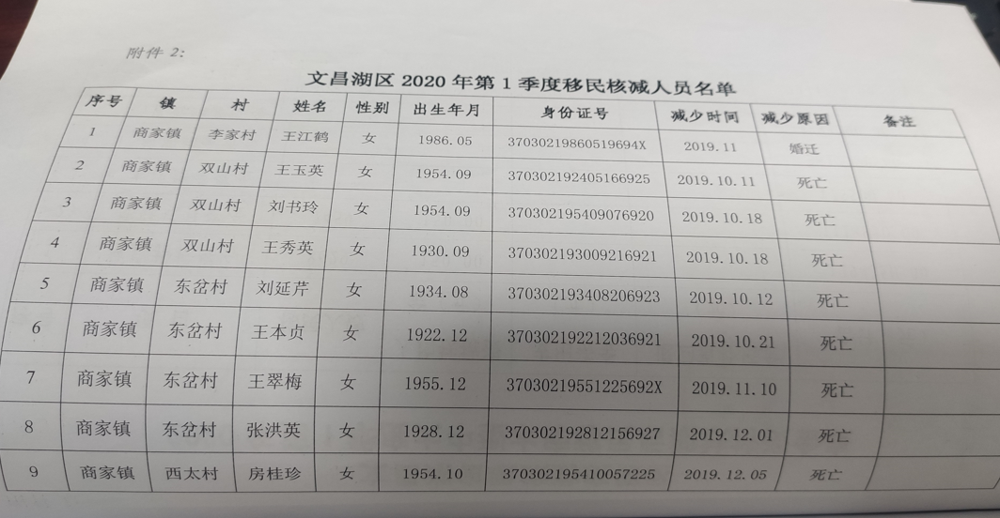 附件 2:
文昌湖区 2020 年第 1 季度移民核减人员名单
序号 镇 村 姓名 性别 出生年月 身份证号 减少时间 减少原因 备注
1 商家镇 李家村 王江鹤 女 1986.05 37030219860519694X 2019.11 婚迁
2 商家镇 双山村 王玉英 女 1954.09 370302192405166925 2019.10.11 死亡
3 商家镇 双山村 刘书玲 女 1954.09 370302195409076920 2019.10.18 死亡
4 商家镇 双山村 王秀英 女 1930.09 370302193009216921 2019.10.18 死亡
5 商家镇 东岔村 刘延芹 女 1934.08 370302193408206923 2019.10.12 死亡
6 商家镇 东岔村 王本贞 女 1922.12 370302192212036921 2019.10.21 死亡
7 商家镇 东岔村 王翠梅 女 1955.12 37030219551225692X 2019.11.10 死亡
8 商家镇 东岔村 张洪英 女 1928.12 370302192812156927 2019.12.01 死亡
9 商家镇 西太村 房桂珍 女 1954.10 370302195410057225 2019.12.05 死亡